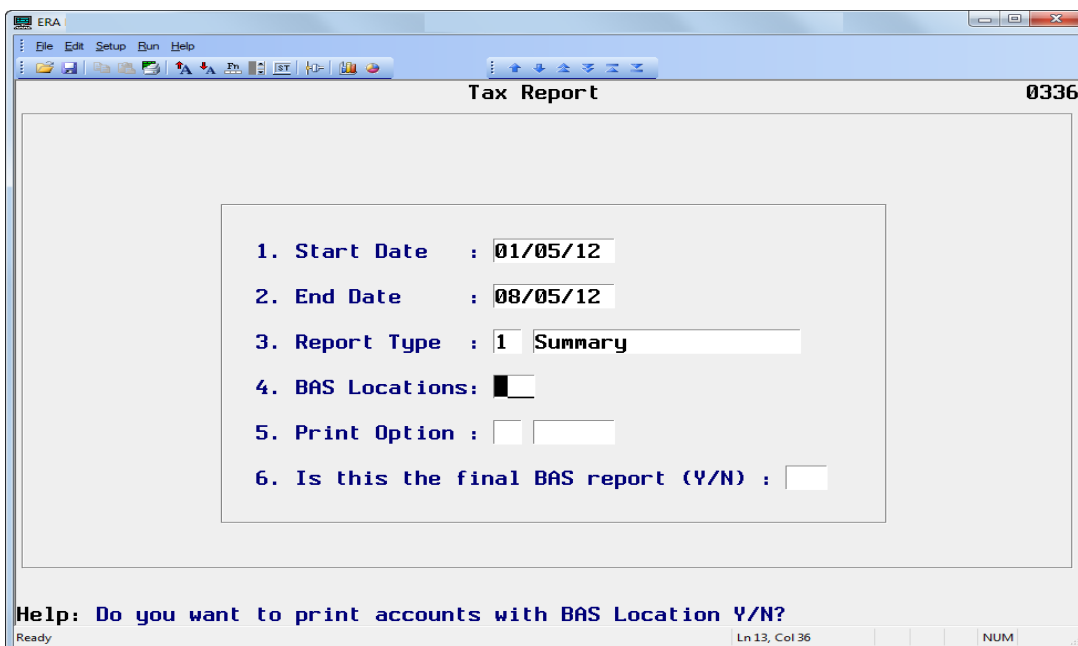 ERA
File Edit Setup Run Help
Fn ST
Tax Report 0336
1. Start Date : 01/05/12
2. End Date : 08/05/12
3. Report Type : 1 Summary
4. BAS Locations:
5. Print Option :
6. Is this the final BAS report (Y/N) :
Help: Do you want to print accounts with BAS Location Y/N?
Ready Ln 13, Col 36 NUM